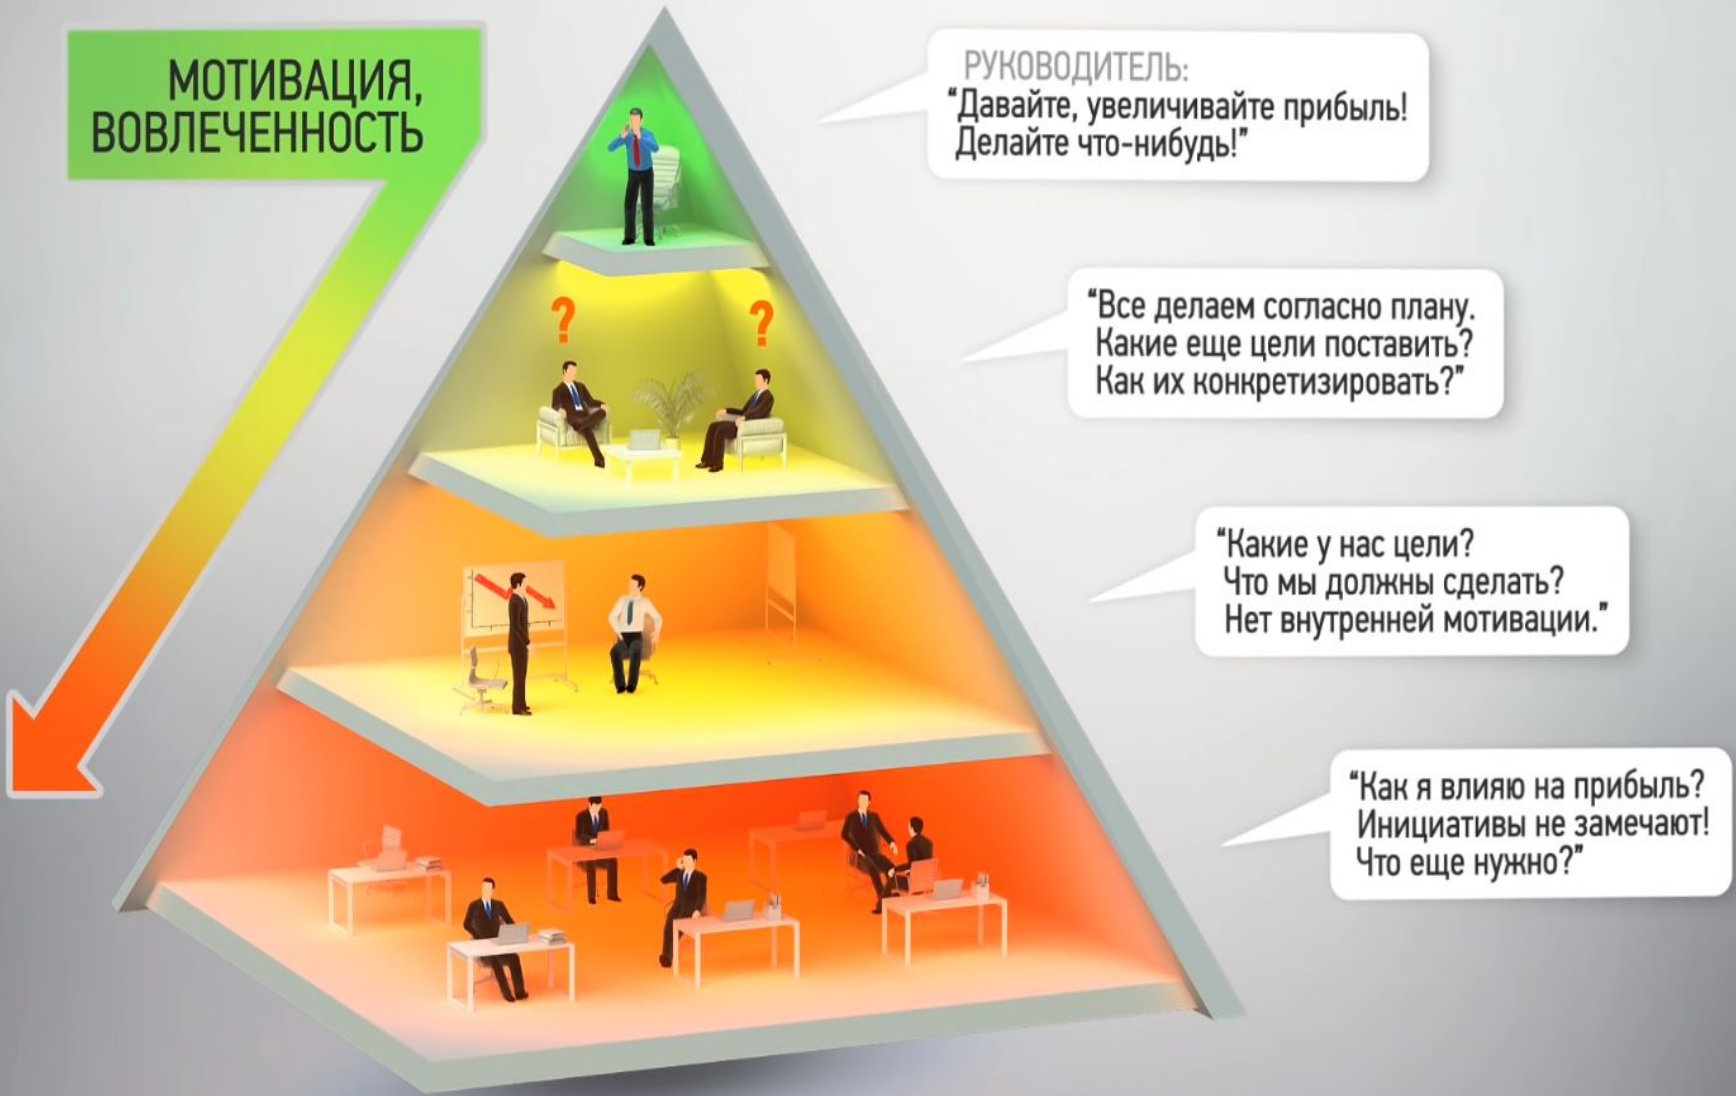 МОТИВАЦИЯ,
ВОВЛЕЧЕННОСТЬ
РУКОВОДИТЕЛЬ:
“Давайте, увеличивайте прибыль!
Делайте что-нибудь!”
?
?
“Все делаем согласно плану.
Какие еще цели поставить?
Как их конкретизировать?”
“Какие у нас цели?
Что мы должны сделать?
Нет внутренней мотивации.”
“Как я влияю на прибыль?
Инициативы не замечают!
Что еще нужно?”